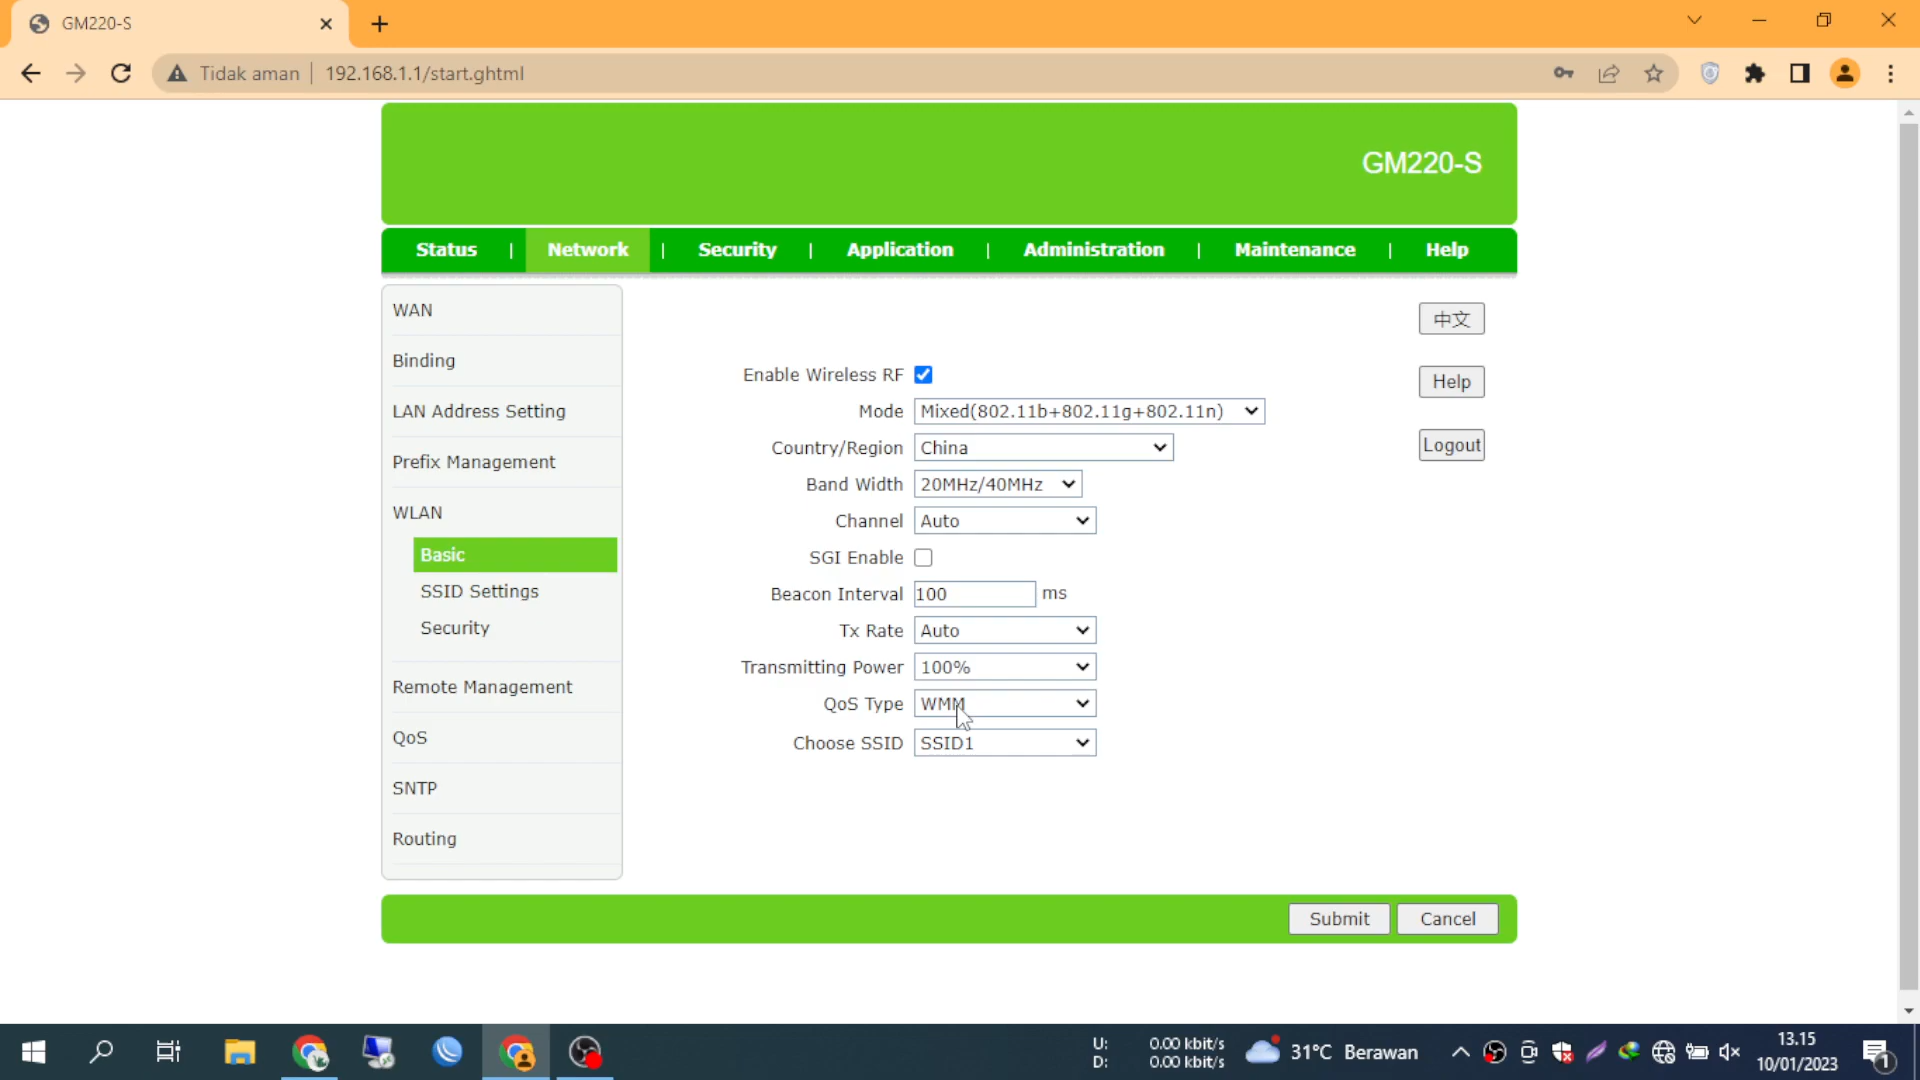 GM220-S
Tidak aman | 192.168.1.1/start.ghtml
GM220-S
Status | Network | Security | Application | Administration | Maintenance | Help
WAN
Binding
LAN Address Setting
Prefix Management
WLAN
Basic
SSID Settings
Security
Remote Management
QoS
SNTP
Routing
中文
Help
Logout
Enable Wireless RF
Mode Mixed(802.11b+802.11g+802.11n)
Country/Region China
Band Width 20MHz/40MHz
Channel Auto
SGI Enable
Beacon Interval 100 ms
Tx Rate Auto
Transmitting Power 100%
QoS Type WMM
Choose SSID SSID1
Submit Cancel
U: 0.00 kbit/s
D: 0.00 kbit/s
31°C Berawan
13.15
10/01/2023
1